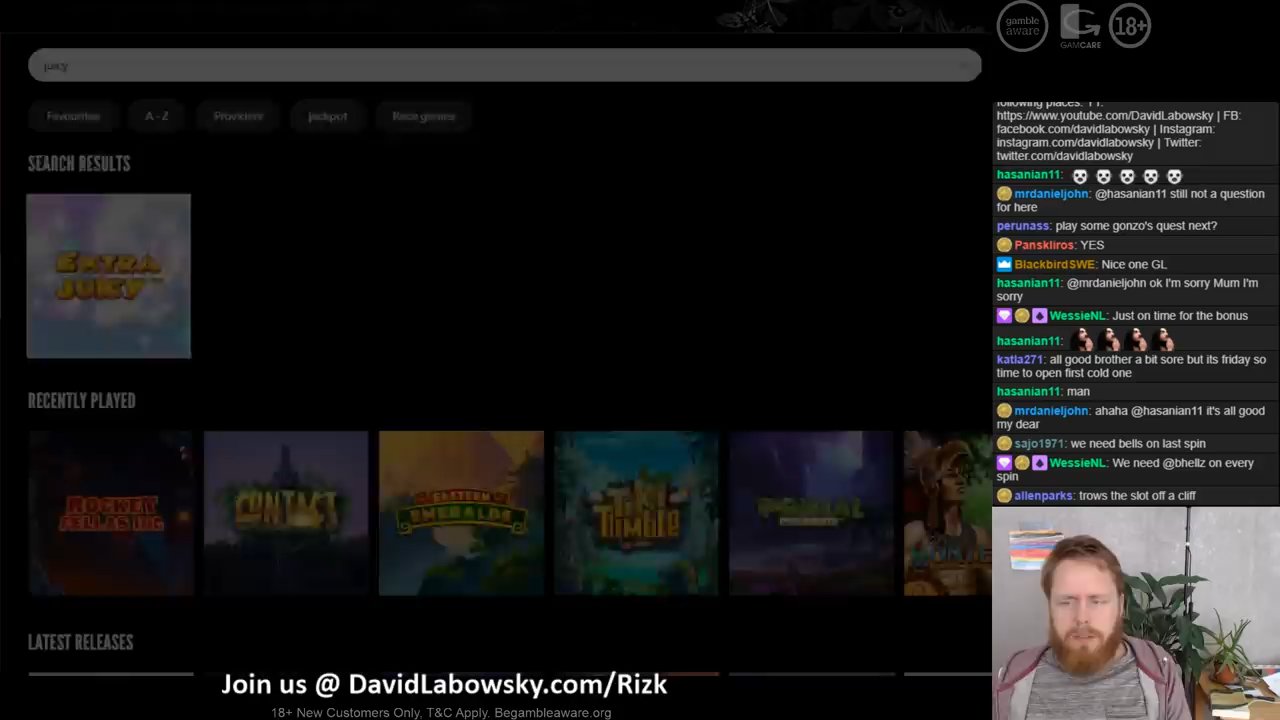 juicy
Favourites
A - Z
Providers
Jackpot
Race games
SEARCH RESULTS
EXTRA
JUICY
RECENTLY PLAYED
ROCKET
FELLAS INC
CONTACT
EASTERN
EMERALDS
TIKI
TUMBLE
LATEST RELEASES
Join us @ DavidLabowsky.com/Rizk
18+ New Customers Only, T&C Apply. Begambleaware.org
gamble
aware
GAMCARE
18+
following places: YT:
https://www.youtube.com/DavidLabowsky | FB:
facebook.com/davidlabowsky | Instagram:
instagram.com/davidlabowsky | Twitter:
twitter.com/davidlabowsky
hasanian11:
mrdanieljohn: @hasanian11 still not a question
for here
perunass: play some gonzo's quest next?
Panskliros: YES
BlackbirdSWE: Nice one GL
hasanian11: @mrdanieljohn ok I'm sorry Mum I'm
sorry
WessieNL: Just on time for the bonus
hasanian11:
katla271: all good brother a bit sore but its friday so
time to open first cold one
hasanian11: man
mrdanieljohn: ahaha @hasanian11 it's all good
my dear
sajo1971: we need bells on last spin
WessieNL: We need @bhellz on every
spin
allenparks: trows the slot off a cliff